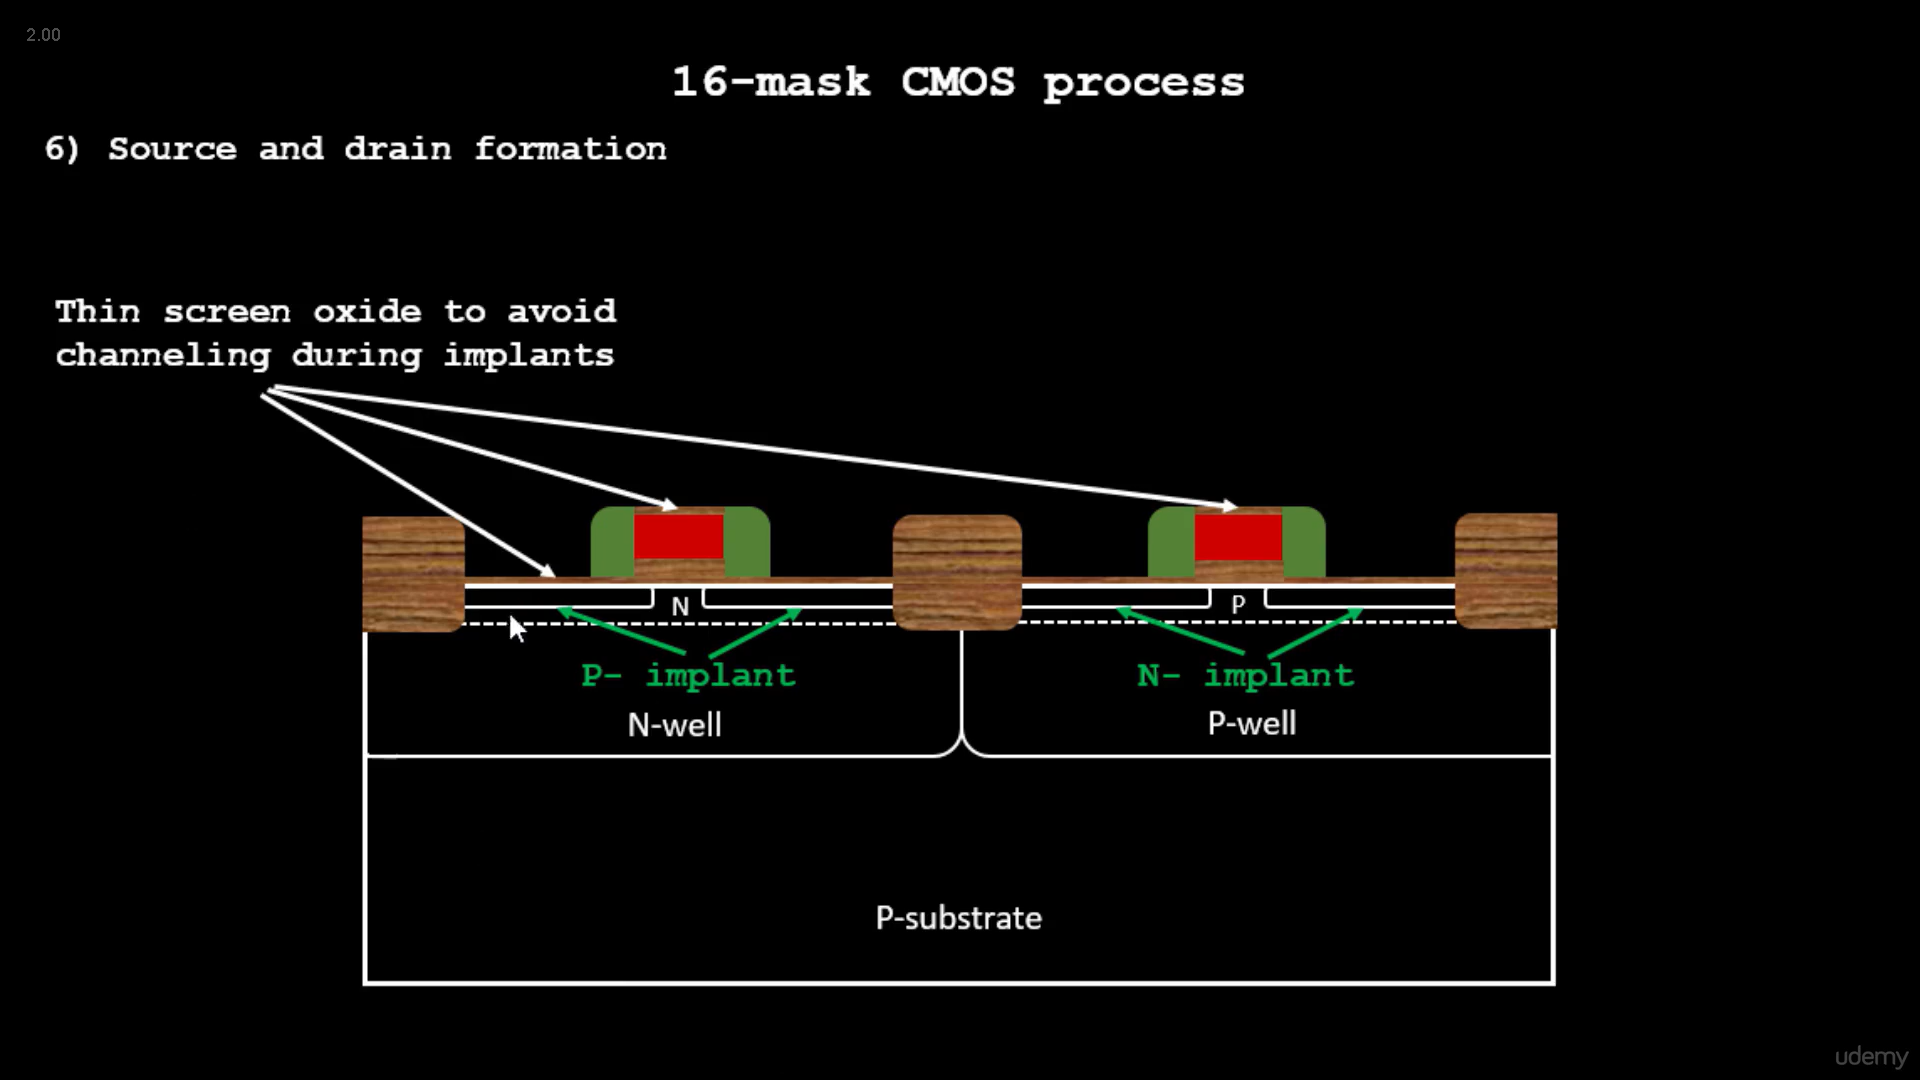 2.00
16-mask CMOS process
6) Source and drain formation
Thin screen oxide to avoid
channeling during implants
N
P
P- implant
N- implant
N-well
P-well
P-substrate
udemy